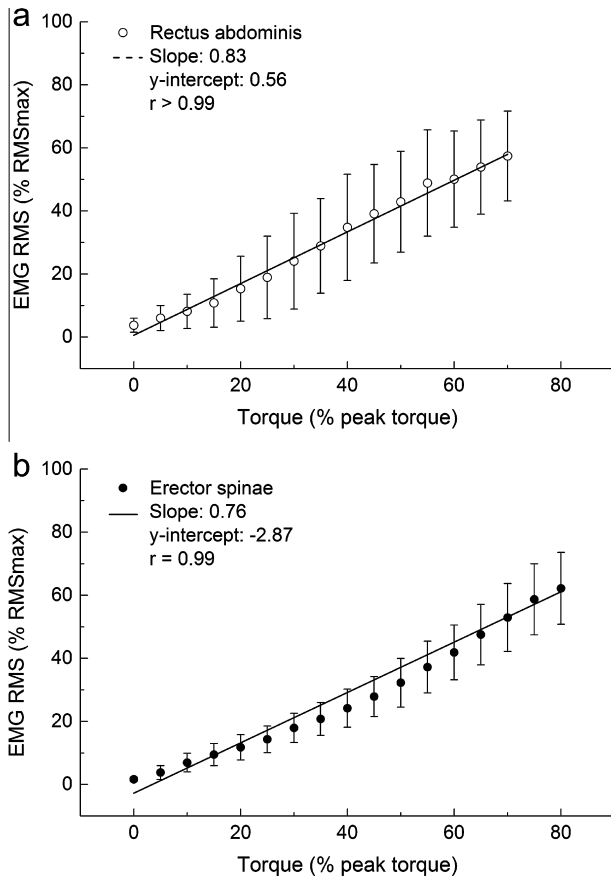 a
100
80
60
40
20
0
EMG RMS (% RMSmax)
Rectus abdominis
Slope: 0.83
y-intercept: 0.56
r > 0.99
0 20 40 60 80
Torque (% peak torque)
b
100
80
60
40
20
0
EMG RMS (% RMSmax)
Erector spinae
Slope: 0.76
y-intercept: -2.87
r = 0.99
0 20 40 60 80
Torque (% peak torque)